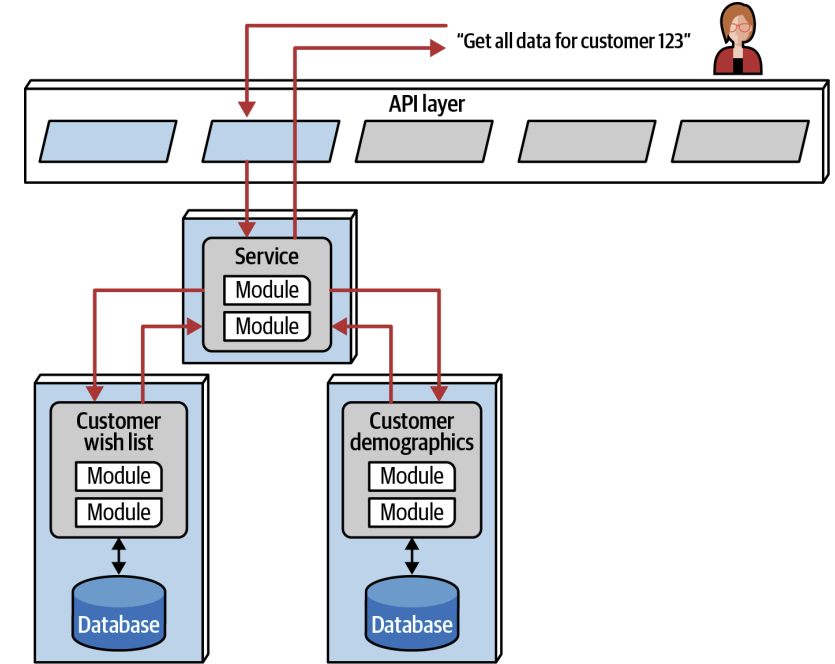 “Get all data for customer 123”
API layer
Service
Module
Module
Customer
wish list
Module
Module
Database
Customer
demographics
Module
Module
Database